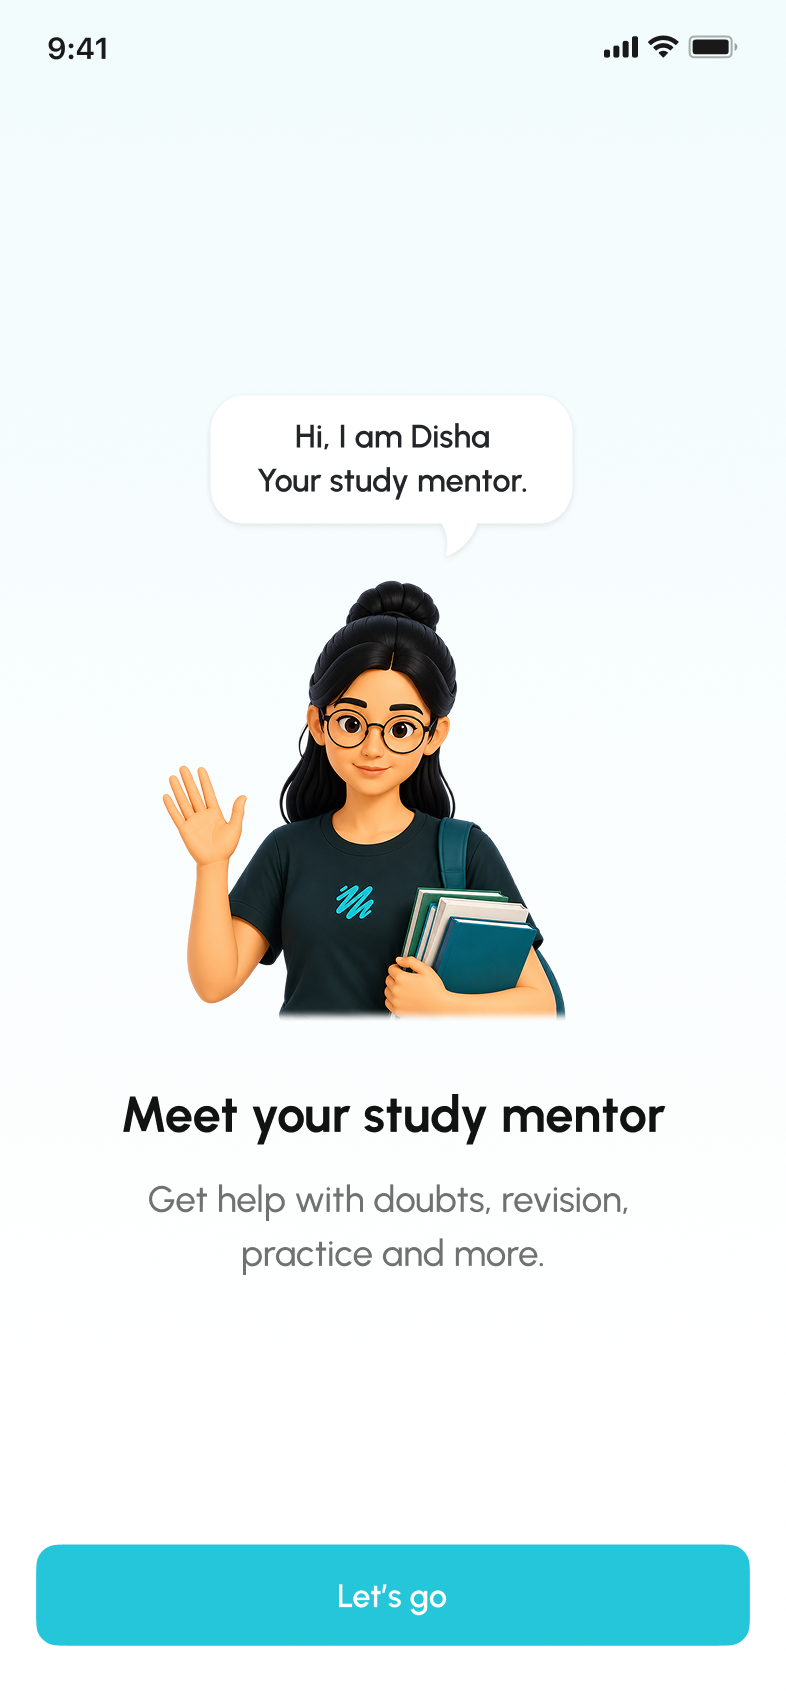 9:41
Hi, I am Disha
Your study mentor.
Meet your study mentor
Get help with doubts, revision,
practice and more.
Let’s go